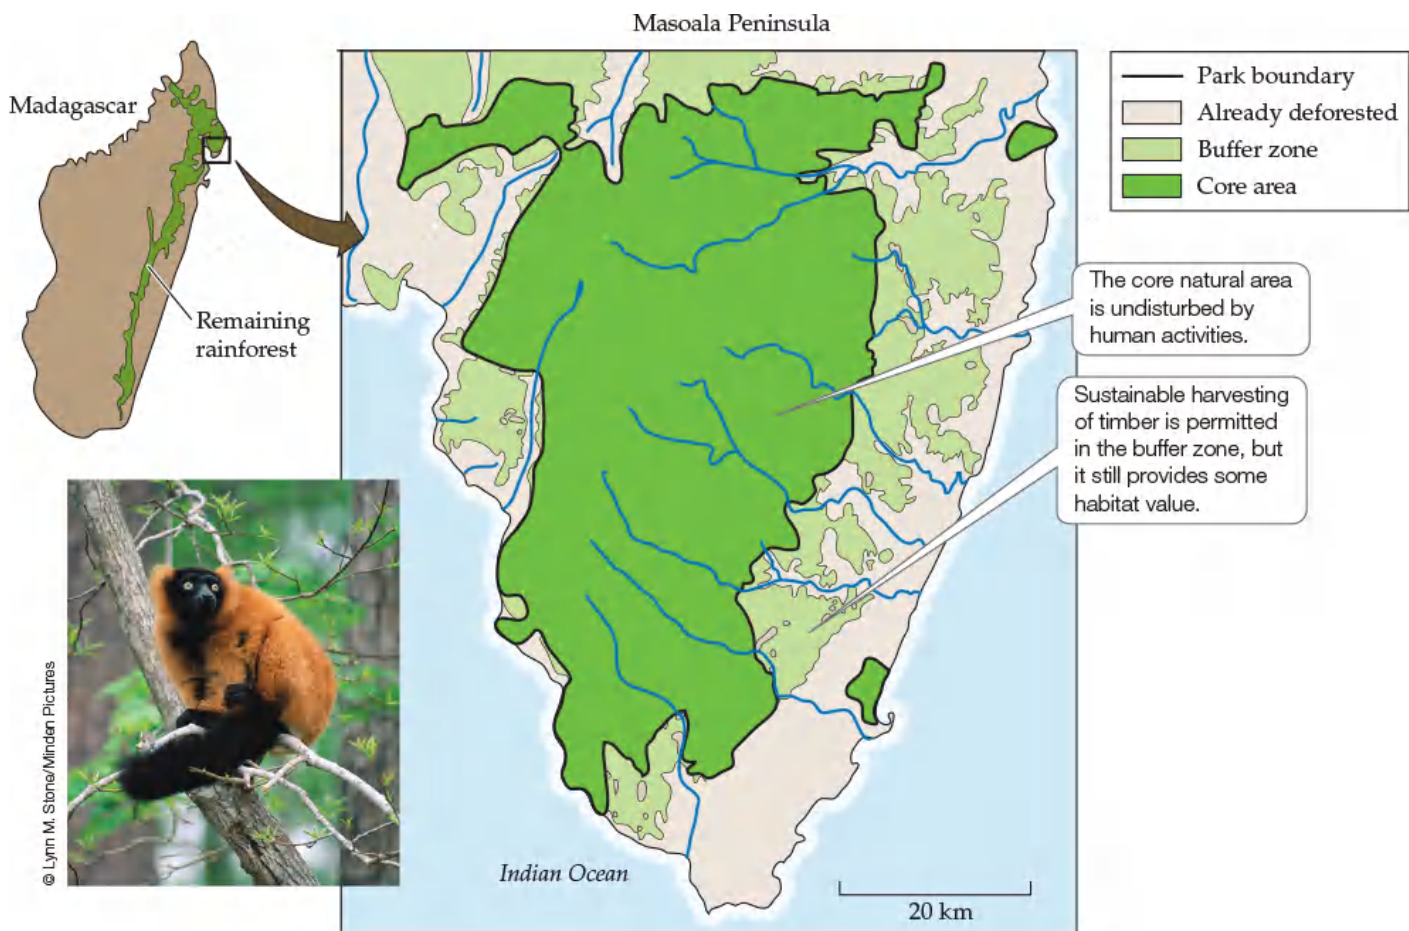 Masoala Peninsula
Madagascar
Remaining
rainforest
Park boundary
Already deforested
Buffer zone
Core area
The core natural area
is undisturbed by
human activities.
Sustainable harvesting
of timber is permitted
in the buffer zone, but
it still provides some
habitat value.
© Lynn M. Stone/Minden Pictures
Indian Ocean
20 km